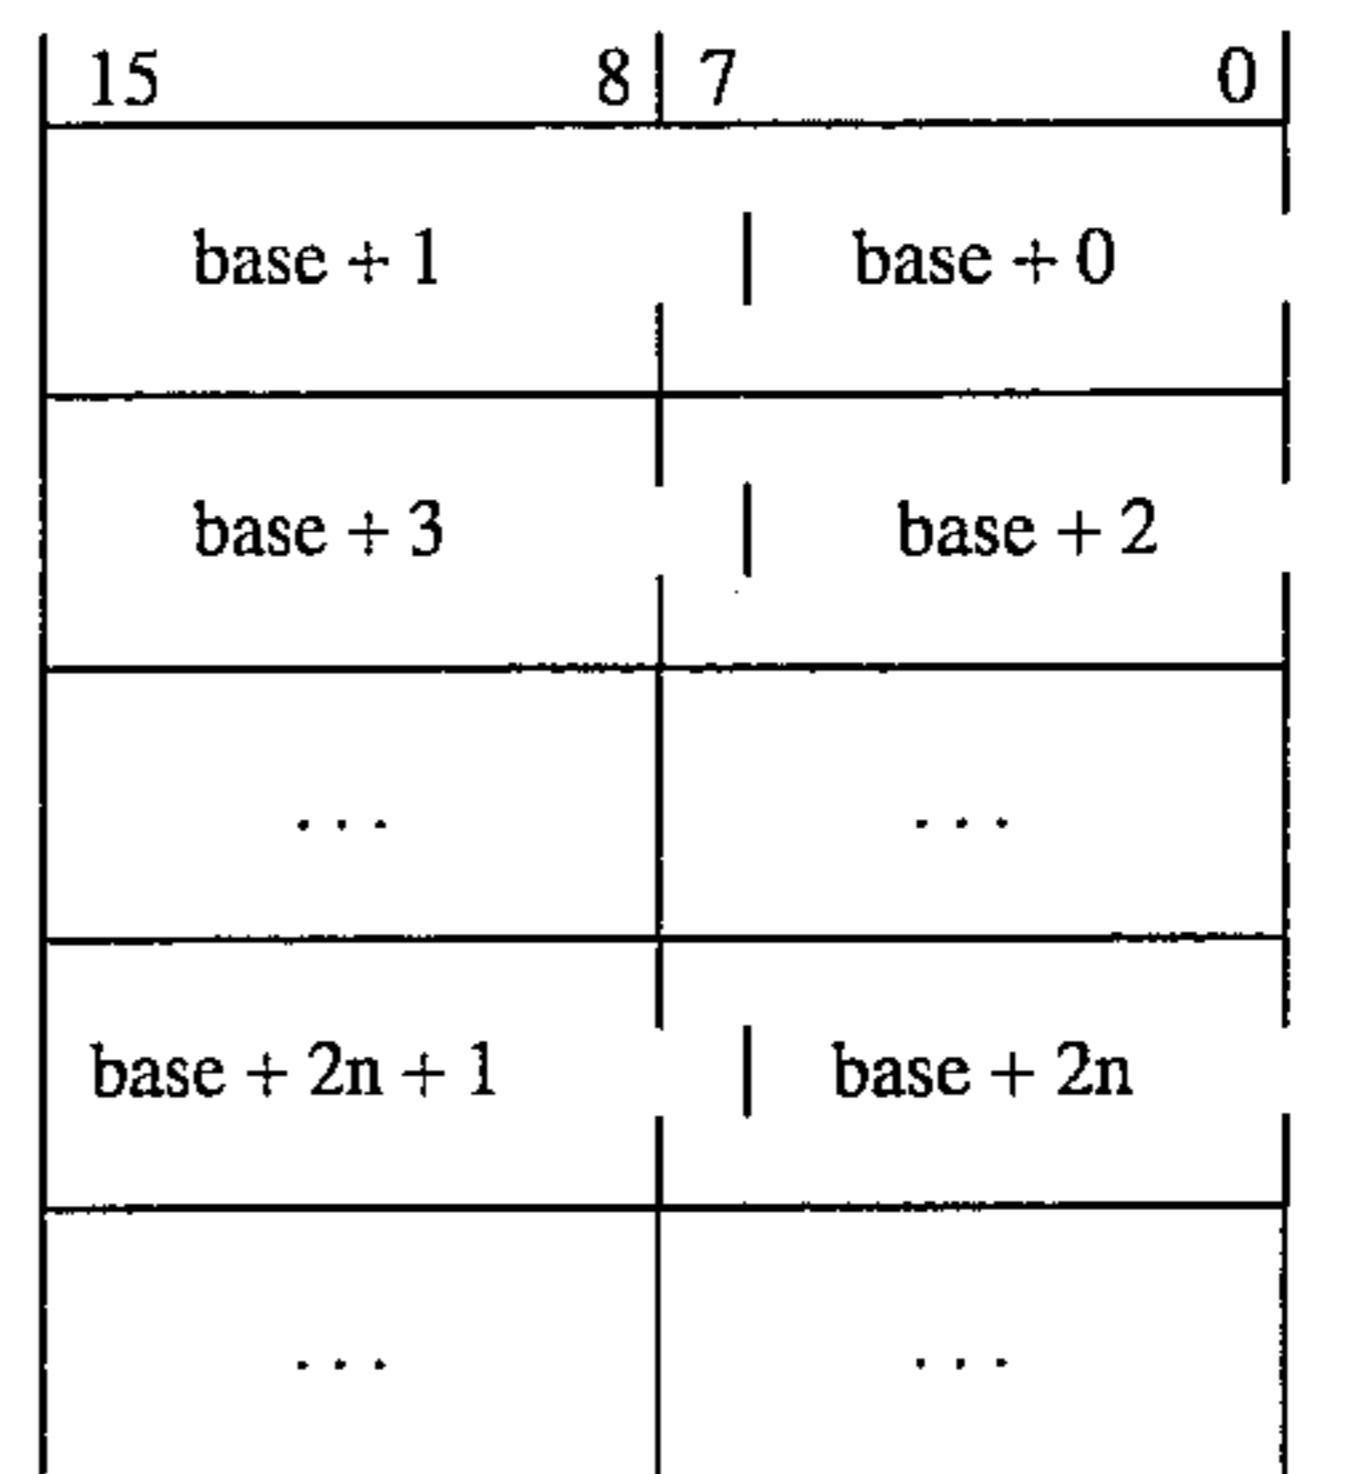 15 8 7 0
base + 1 | base + 0
base + 3 | base + 2
... ...
base + 2n + 1 | base + 2n
... ...